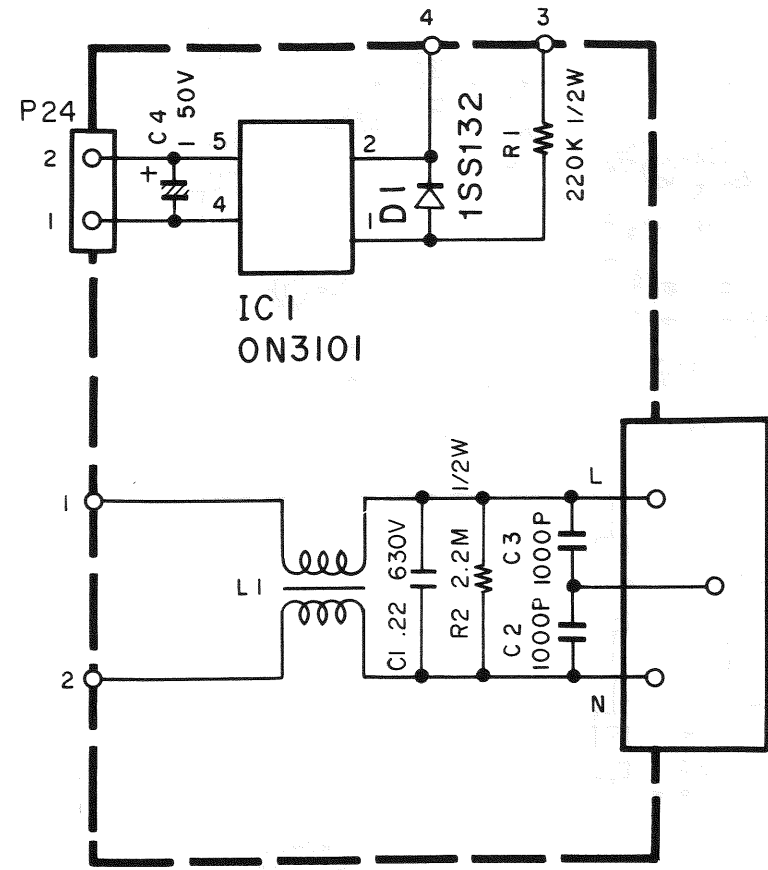 4
3
P24
2
1
C4
1 50V
+
5
4
2
1
D1
1SS132
R1
220K 1/2W
IC1
ON3101
1
2
L1
C1 .22 630V
R2 2.2M
1/2W
C3
1000P
C2
1000P
L
N